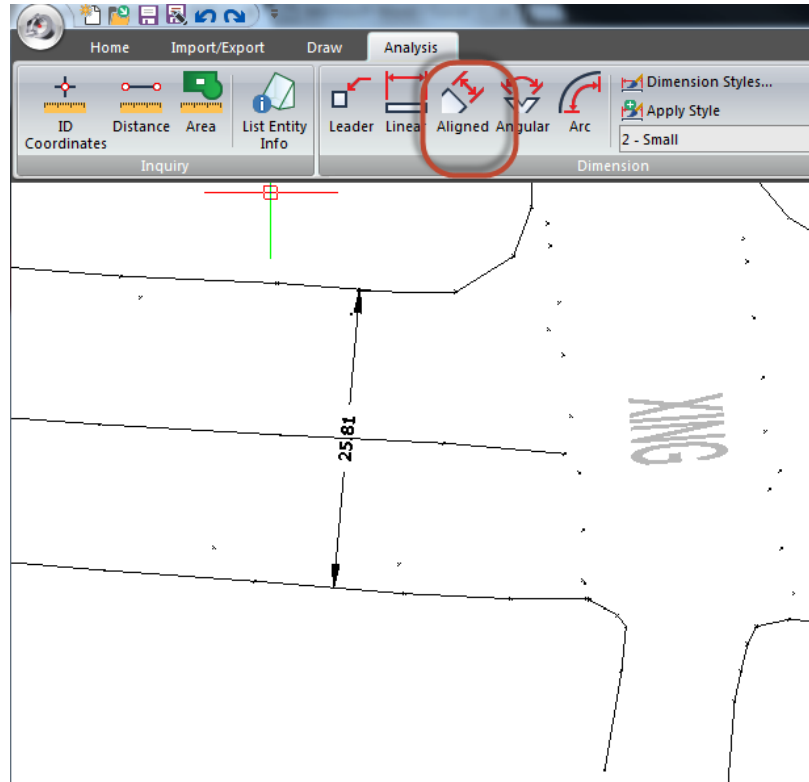 Home Import/Export Draw Analysis
ID Coordinates
Distance
Area
List Entity Info
Leader
Linear
Aligned
Angular
Arc
Dimension Styles...
Apply Style
2 - Small
Inquiry
Dimension
25.81
XING